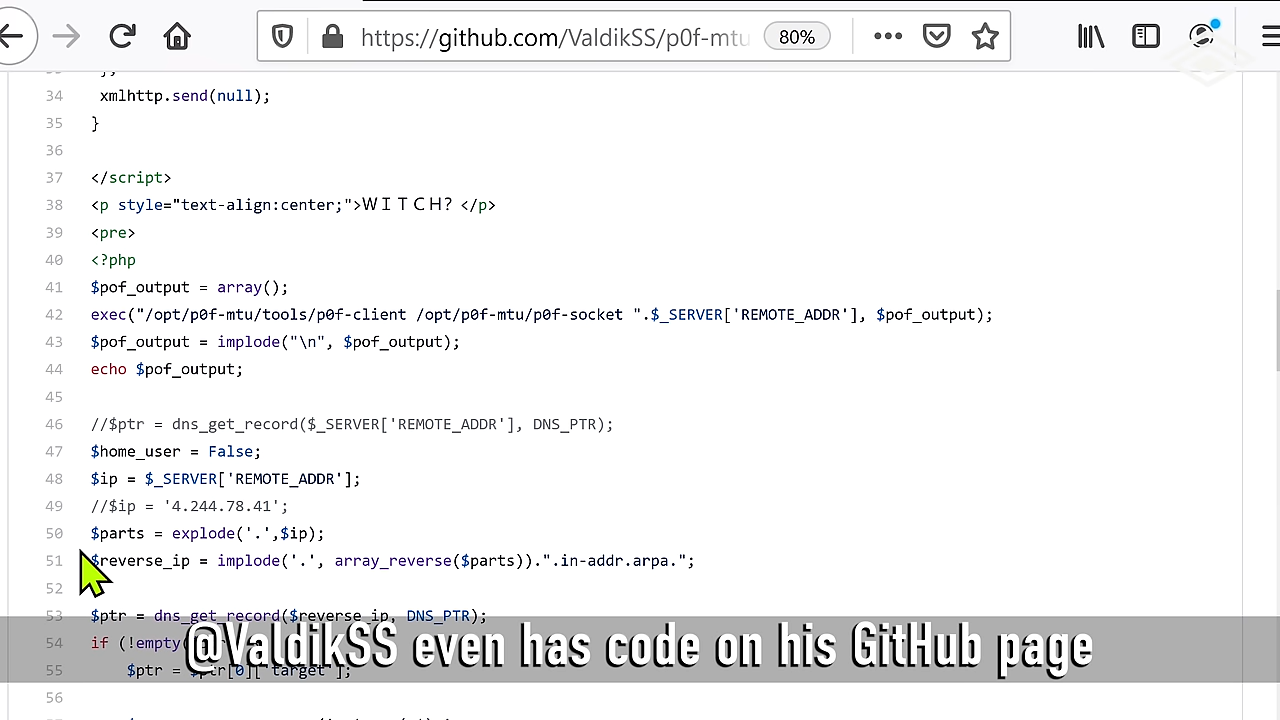 https://github.com/ValdikSS/p0f-mtu
80%
34 xmlhttp.send(null);
35 }
36
37 </script>
38 <p style="text-align:center;">W I T C H? </p>
39 <pre>
40 <?php
41 $pof_output = array();
42 exec("/opt/p0f-mtu/tools/p0f-client /opt/p0f-mtu/p0f-socket ".$_SERVER['REMOTE_ADDR'], $pof_output);
43 $pof_output = implode("\n", $pof_output);
44 echo $pof_output;
45
46 //$ptr = dns_get_record($_SERVER['REMOTE_ADDR'], DNS_PTR);
47 $home_user = False;
48 $ip = $_SERVER['REMOTE_ADDR'];
49 //$ip = '4.244.78.41';
50 $parts = explode('.',$ip);
51 $reverse_ip = implode('.', array_reverse($parts)).".in-addr.arpa.";
52
53 $ptr = dns_get_record($reverse_ip, DNS_PTR);
54 if (!empty(
55 $ptr = $ptr[0]['target'];
@ValdikSS even has code on his GitHub page
56